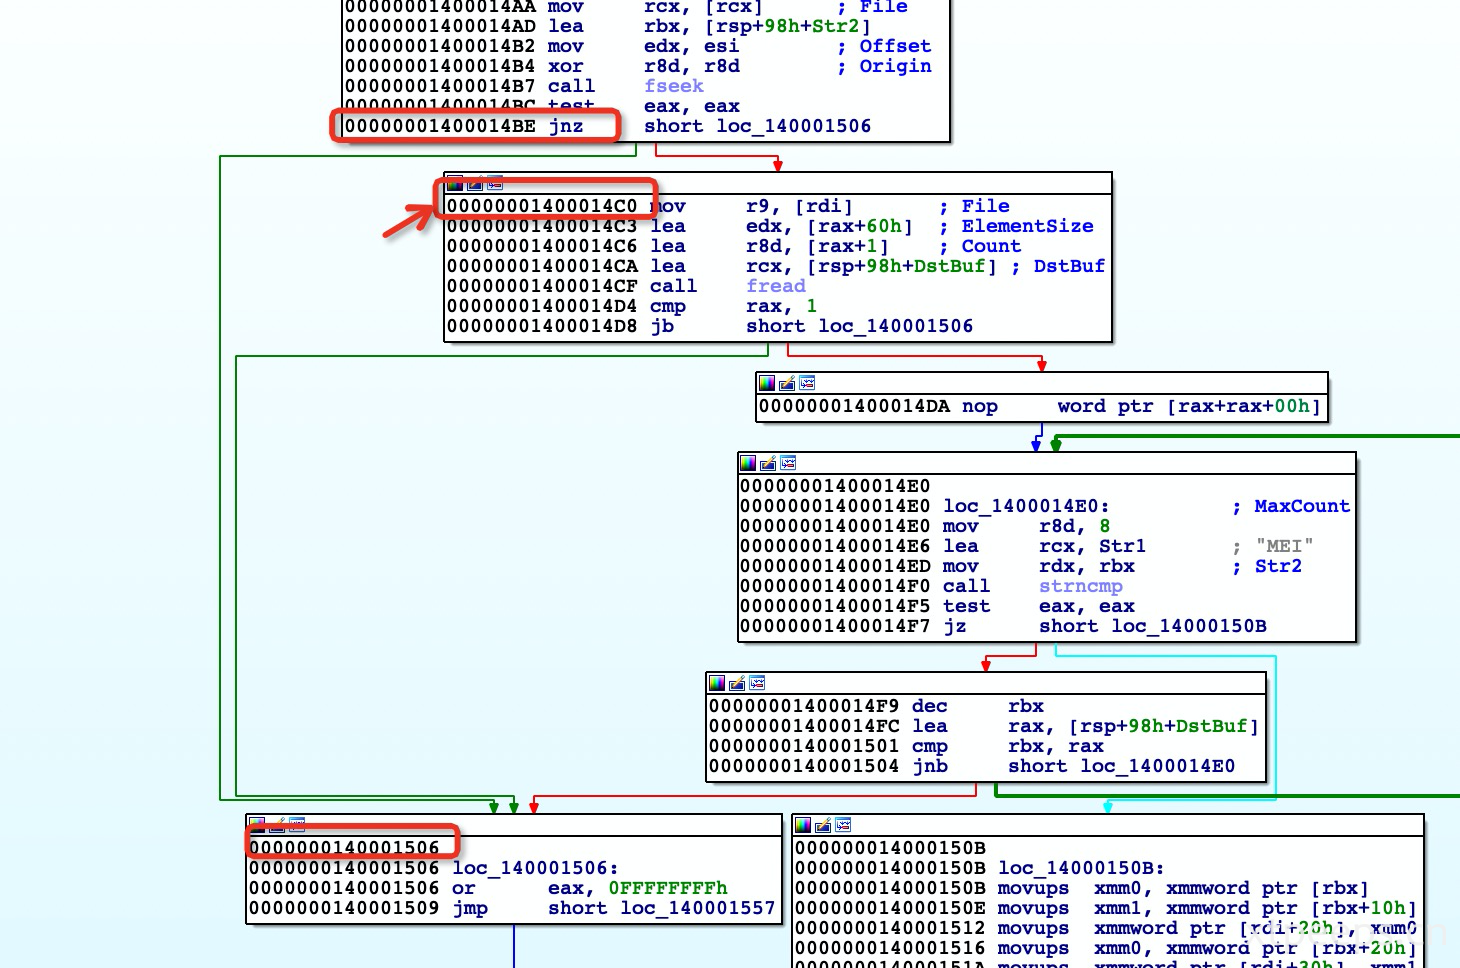 00000001400014AA mov rcx, [rcx] ; File
00000001400014AD lea rbx, [rsp+98h+Str2]
00000001400014B2 mov edx, esi ; Offset
00000001400014B4 xor r8d, r8d ; Origin
00000001400014B7 call fseek
00000001400014BC test eax, eax
00000001400014BE jnz short loc_140001506
00000001400014C0 mov r9, [rdi] ; File
00000001400014C3 lea edx, [rax+60h] ; ElementSize
00000001400014C6 lea r8d, [rax+1] ; Count
00000001400014CA lea rcx, [rsp+98h+DstBuf] ; DstBuf
00000001400014CF call fread
00000001400014D4 cmp rax, 1
00000001400014D8 jb short loc_140001506
00000001400014DA nop word ptr [rax+rax+00h]
00000001400014E0
00000001400014E0 loc_1400014E0: ; MaxCount
00000001400014E0 mov r8d, 8
00000001400014E6 lea rcx, Str1 ; "MEI"
00000001400014ED mov rdx, rbx ; Str2
00000001400014F0 call strncmp
00000001400014F5 test eax, eax
00000001400014F7 jz short loc_14000150B
00000001400014F9 dec rbx
00000001400014FC lea rax, [rsp+98h+DstBuf]
0000000140001501 cmp rbx, rax
0000000140001504 jnb short loc_1400014E0
0000000140001506
0000000140001506 loc_140001506:
0000000140001506 or eax, 0FFFFFFFFh
0000000140001509 jmp short loc_140001557
000000014000150B
000000014000150B loc_14000150B:
000000014000150B movups xmm0, xmmword ptr [rbx]
000000014000150E movups xmm1, xmmword ptr [rbx+10h]
0000000140001512 movups xmmword ptr [rdi+20h], xmm0
0000000140001516 movups xmm0, xmmword ptr [rbx+20h]
000000014000151A movups xmmword ptr [rdi+30h], xmm1